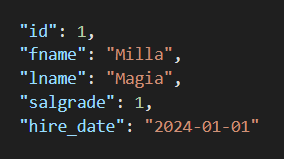 "id": 1,
"fname": "Milla",
"lname": "Magia",
"salgrade": 1,
"hire_date": "2024-01-01"